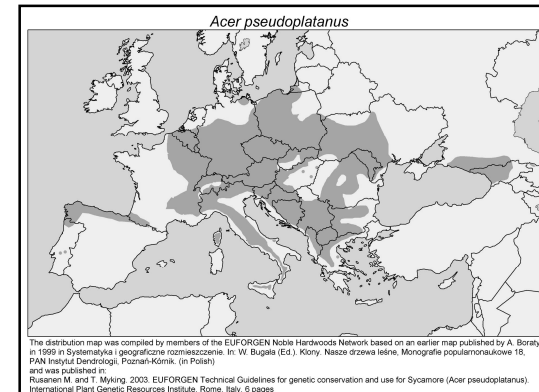 Acer pseudoplatanus
The distribution map was compiled by members of the EUFORGEN Noble Hardwoods Network based on an earlier map published by A. Boraty
in 1999 in Systematyka i geograficzne rozmieszczenie. In: W. Bugala (Ed.). Klony. Nasze drzewa leśne, Monografie popularnonaukowe 18,
PAN Instytut Dendrologii, Poznań-Kórnik. (in Polish)
and was published in:
Rusanen M. and T. Myking. 2003. EUFORGEN Technical Guidelines for genetic conservation and use for Sycamore (Acer pseudoplatanus).
International Plant Genetic Resources Institute, Rome, Italy. 6 pages